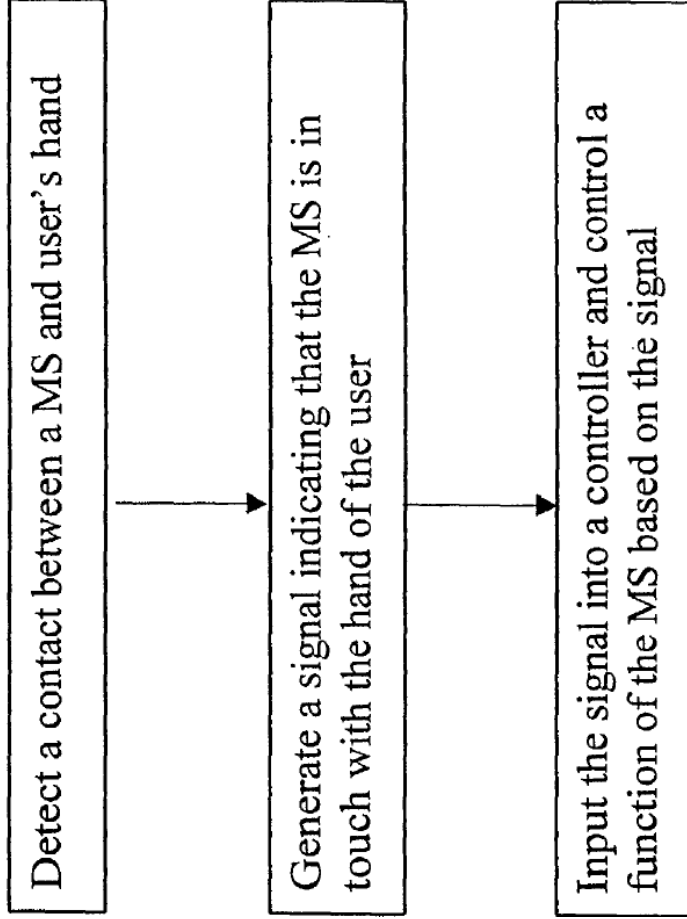 Detect a contact between a MS and user's hand
Generate a signal indicating that the MS is in
touch with the hand of the user
Input the signal into a controller and control a
function of the MS based on the signal